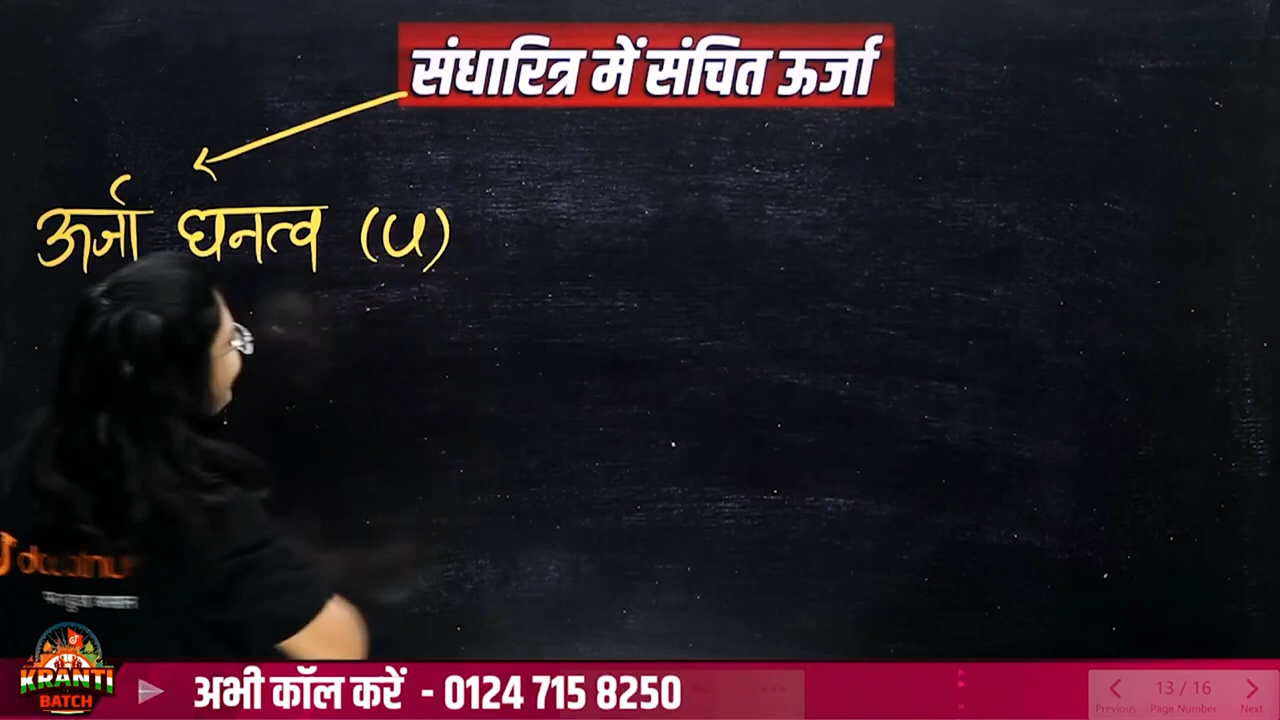 संधारित्र में संचित ऊर्जा
ऊर्जा घनत्व (u)
KRANTI
BATCH
अभी कॉल करें - 0124 715 8250
13 / 16
Previous Page Number Next